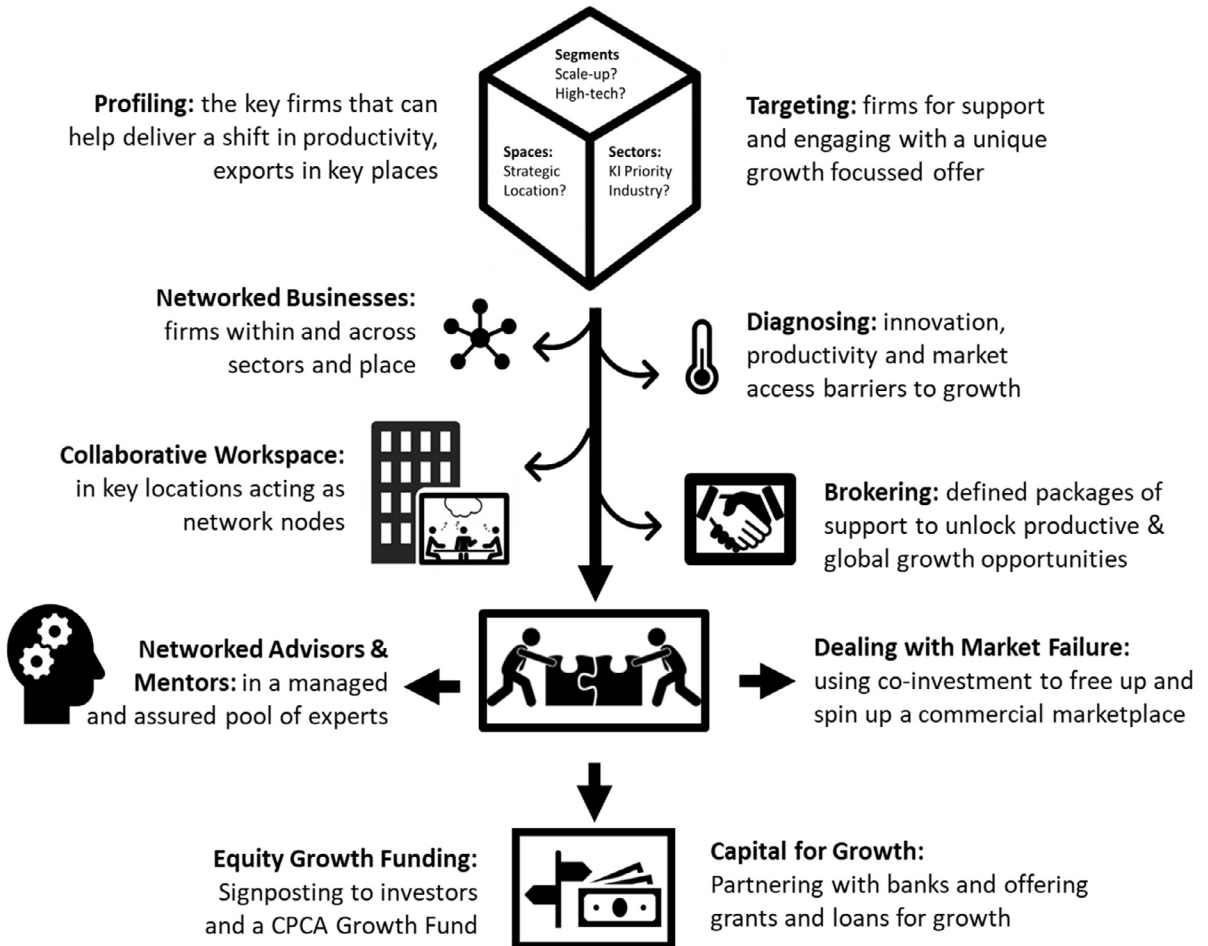 Segments
Scale-up?
High-tech?
Spaces:
Strategic
Location?
Sectors:
KI Priority
Industry?
Profiling: the key firms that can
help deliver a shift in productivity,
exports in key places
Targeting: firms for support
and engaging with a unique
growth focussed offer
Networked Businesses:
firms within and across
sectors and place
Diagnosing: innovation,
productivity and market
access barriers to growth
Collaborative Workspace:
in key locations acting as
network nodes
Brokering: defined packages of
support to unlock productive &
global growth opportunities
Networked Advisors &
Mentors: in a managed
and assured pool of experts
Dealing with Market Failure:
using co-investment to free up and
spin up a commercial marketplace
Equity Growth Funding:
Signposting to investors
and a CPCA Growth Fund
Capital for Growth:
Partnering with banks and offering
grants and loans for growth